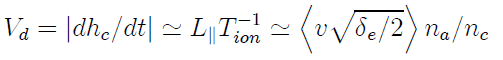 V_d = |dh_c/dt| ≃ L_∥ T_{ion}^{-1} ≃ ⟨v√(δ_e/2)⟩ n_a/n_c